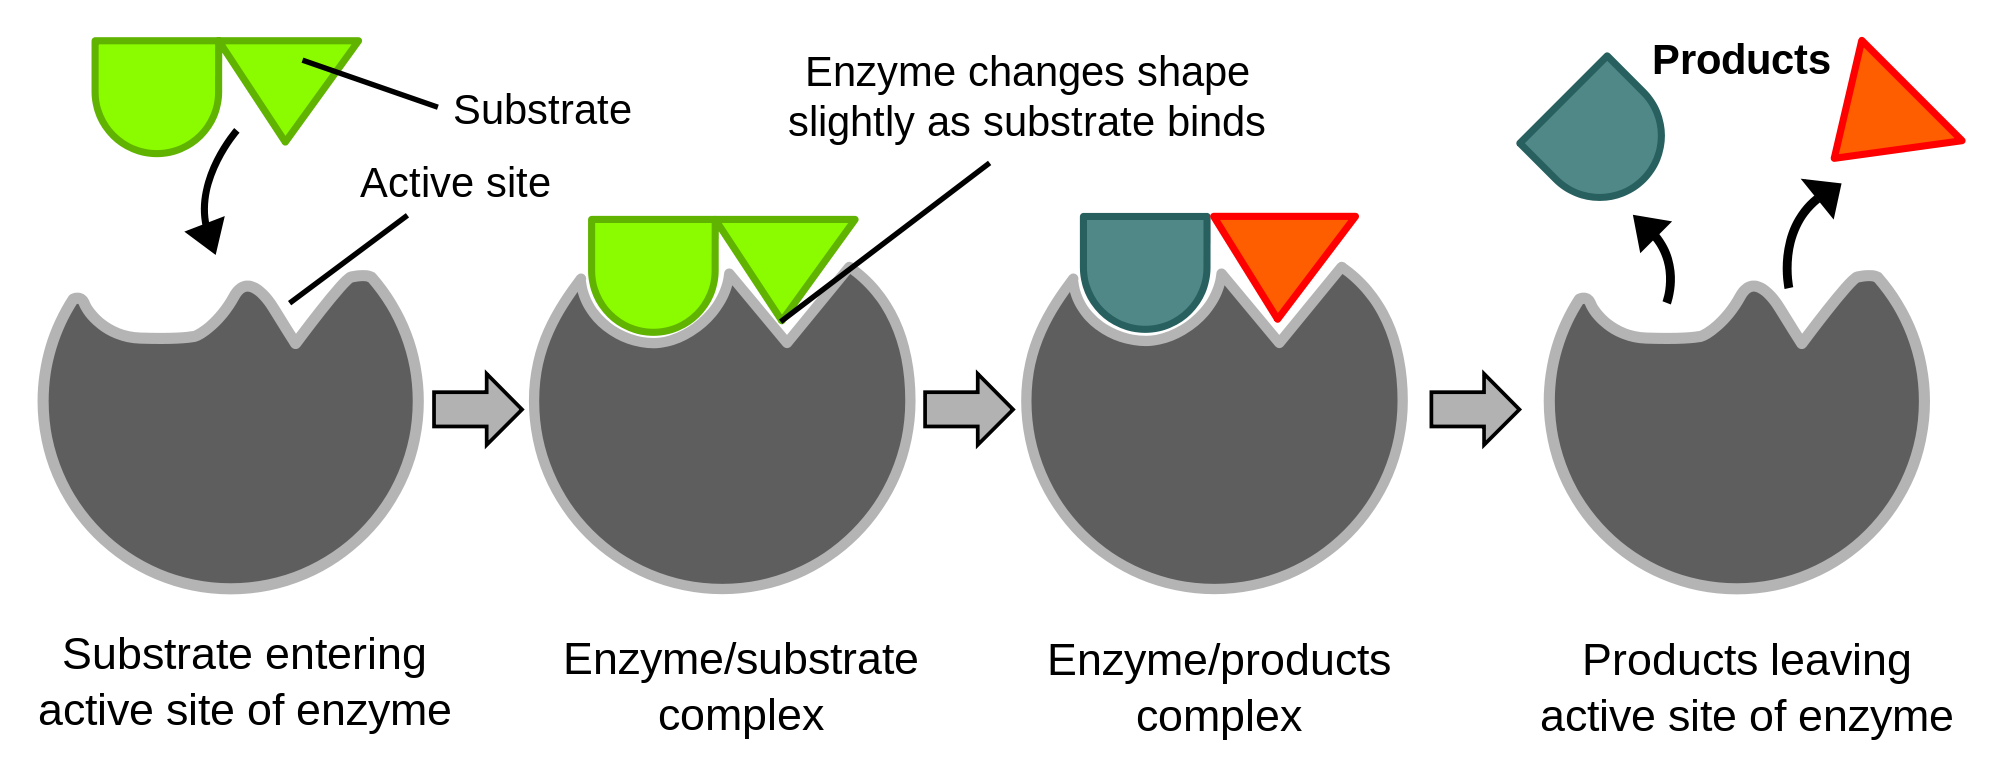 Substrate
Active site
Enzyme changes shape
slightly as substrate binds
Products
Substrate entering
active site of enzyme
Enzyme/substrate
complex
Enzyme/products
complex
Products leaving
active site of enzyme